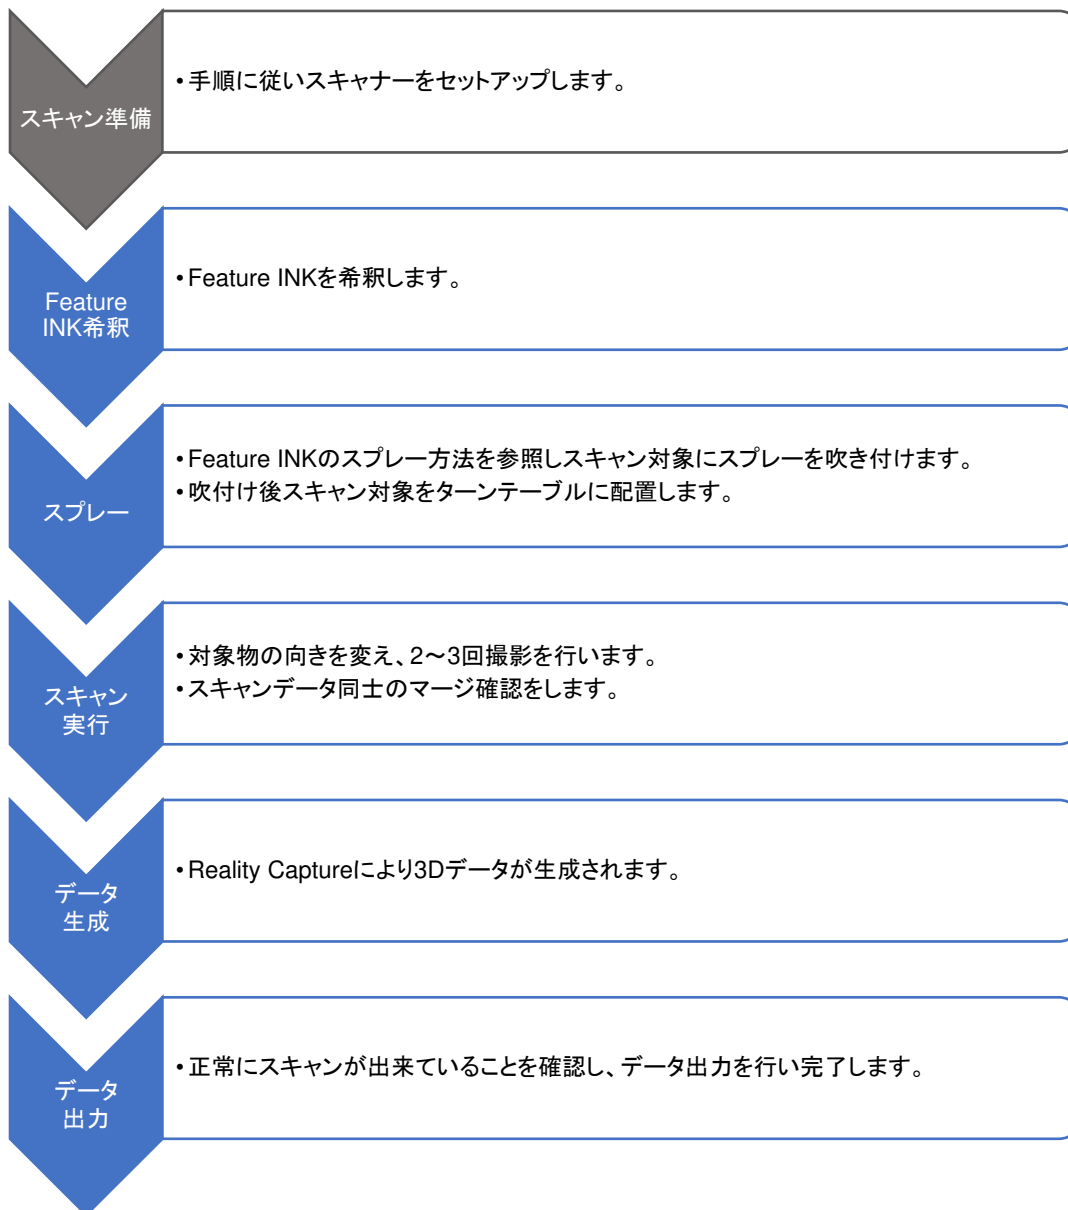 スキャン準備
•手順に従いスキャナーをセットアップします。
Feature
INK希釈
•Feature INKを希釈します。
スプレー
•Feature INKのスプレー方法を参照しスキャン対象にスプレーを吹き付けます。
•吹付け後スキャン対象をターンテーブルに配置します。
スキャン
実行
•対象物の向きを変え、2〜3回撮影を行います。
•スキャンデータ同士のマージ確認をします。
データ
生成
•Reality Captureにより3Dデータが生成されます。
データ
出力
•正常にスキャンが出来ていることを確認し、データ出力を行い完了します。